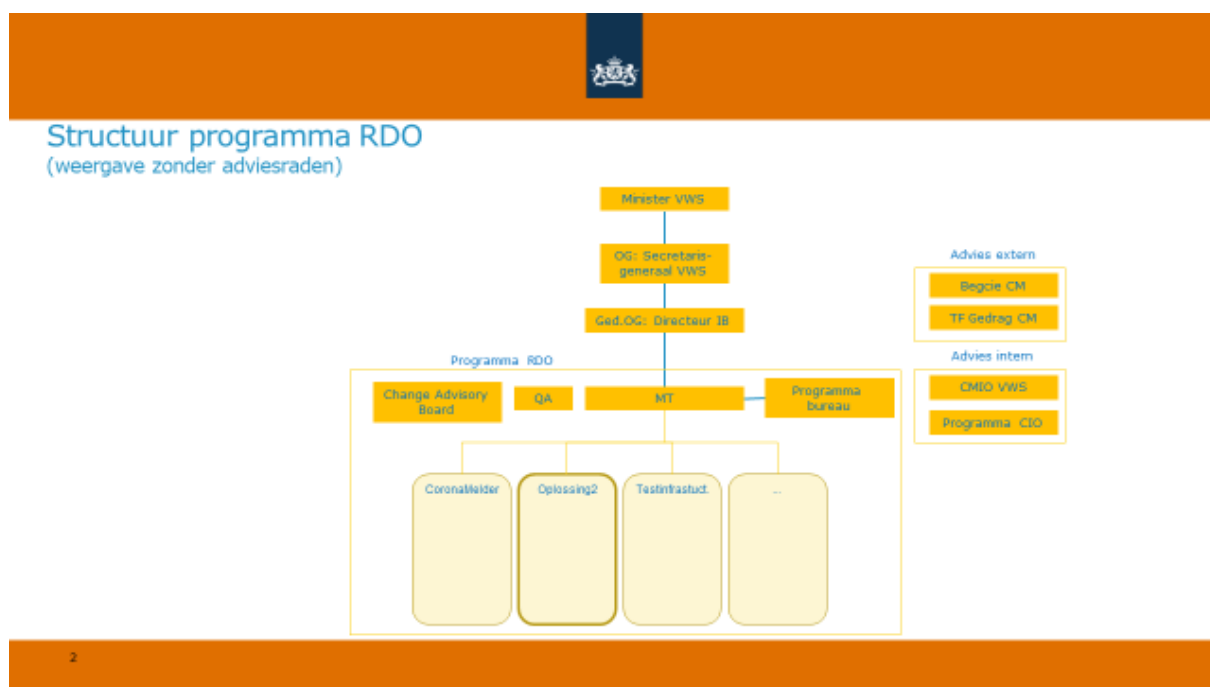 Structuur programma RDO
(weergave zonder adviesraden)
Minister VWS
OG: Secretaris-
generaal VWS
Ged.OG: Directeur IB
Advies extern
Begcie CM
TF Gedrag CM
Advies intern
CMIO VWS
Programma CIO
Programma RDO
Change Advisory
Board
QA
MT
Programma
bureau
CoronaMelder
Oplossing2
Testinfrastuct.
...
2